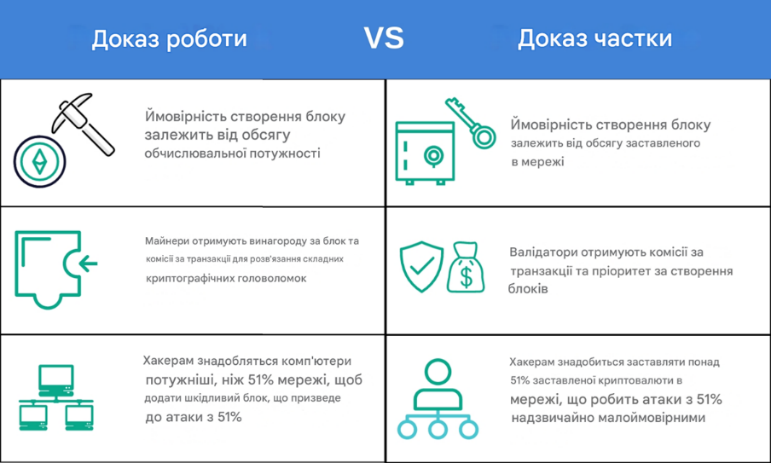 Доказ роботи
VS
Доказ частки
Ймовірність створення блоку
залежить від обсягу
обчислювальної потужності
Ймовірність створення блоку
залежить від обсягу заставленого
в мережі
Майнери отримують винагороду за блок та
комісії за транзакції для розв'язання складних
криптографічних головоломок
Валідатори отримують комісії за
транзакції та пріоритет за створення
блоків
$
Хакерам знадобляться комп'ютери
потужніші, ніж 51% мережі, щоб
додати шкідливий блок, що призведе
до атаки з 51%
Хакерам знадобиться заставляти понад
51% заставленої криптовалюти в
мережі, що робить атаки з 51%
надзвичайно малоймовірними